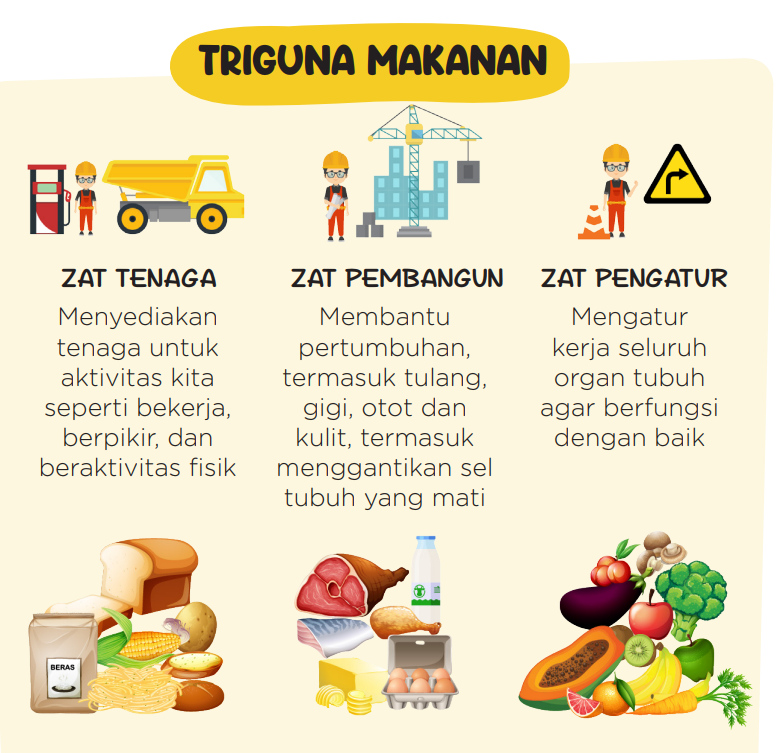 TRIGUNA MAKANAN
ZAT TENAGA
Menyediakan
tenaga untuk
aktivitas kita
seperti bekerja,
berpikir, dan
beraktivitas fisik
ZAT PEMBANGUN
Membantu
pertumbuhan,
termasuk tulang,
gigi, otot dan
kulit, termasuk
menggantikan sel
tubuh yang mati
ZAT PENGATUR
Mengatur
kerja seluruh
organ tubuh
agar berfungsi
dengan baik
BERAS